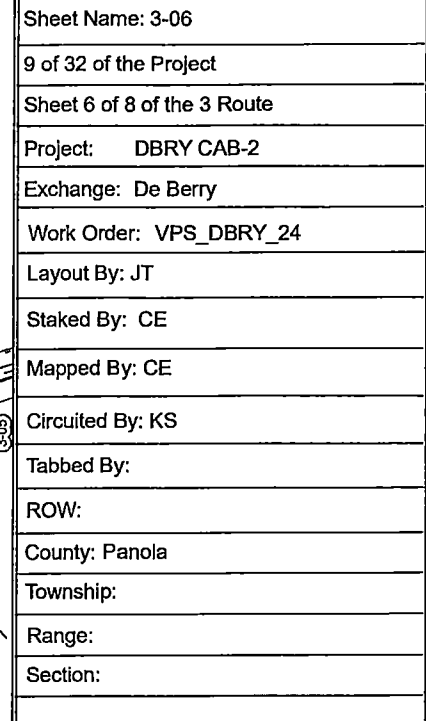 Sheet Name: 3-06
9 of 32 of the Project
Sheet 6 of 8 of the 3 Route
Project: DBRY CAB-2
Exchange: De Berry
Work Order: VPS_DBRY_24
Layout By: JT
Staked By: CE
Mapped By: CE
3-05
Circuited By: KS
Tabbed By:
ROW:
County: Panola
Township:
Range:
Section: